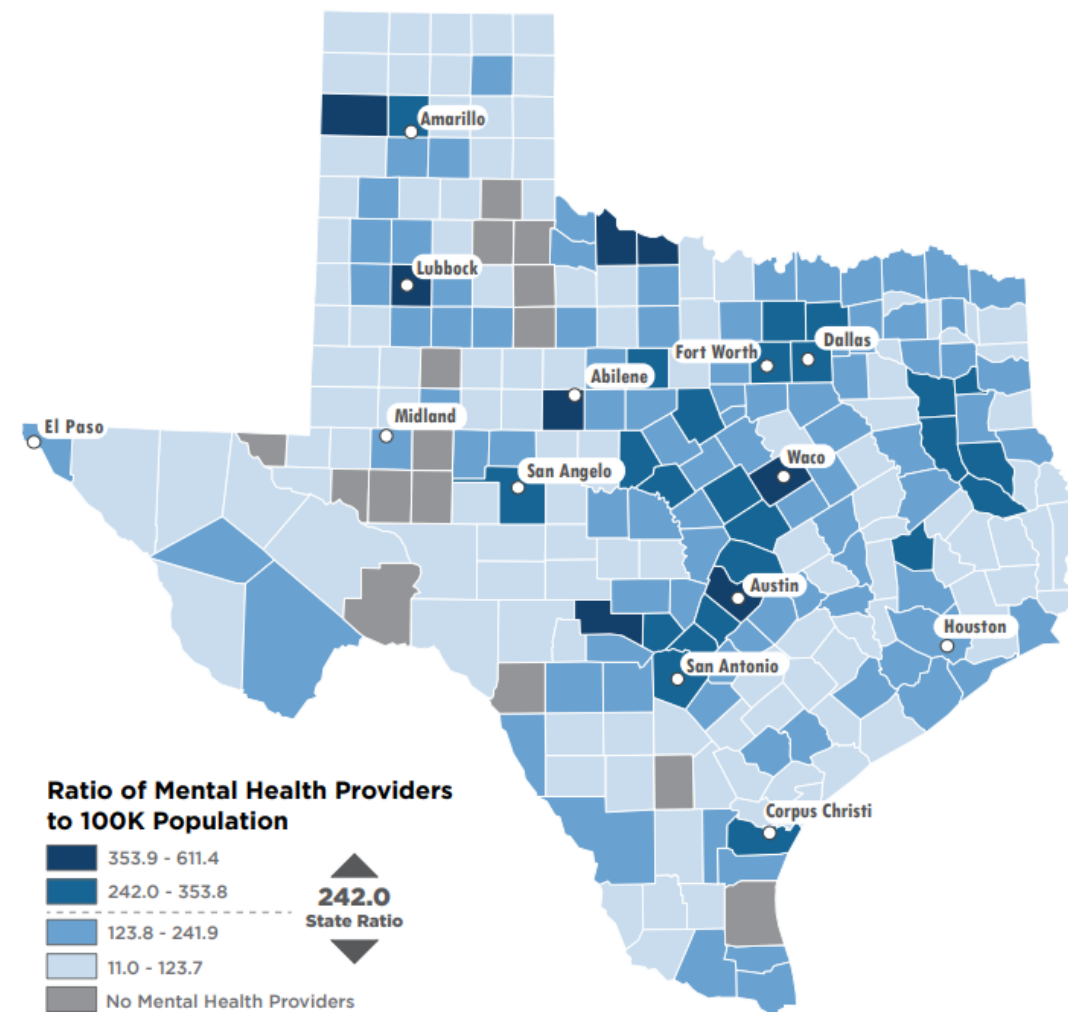 Amarillo
Lubbock
Fort Worth
Dallas
Abilene
El Paso
Midland
Waco
San Angelo
Austin
Houston
San Antonio
Corpus Christi
Ratio of Mental Health Providers
to 100K Population
353.9 - 611.4
242.0 - 353.8
242.0
State Ratio
123.8 - 241.9
11.0 - 123.7
No Mental Health Providers